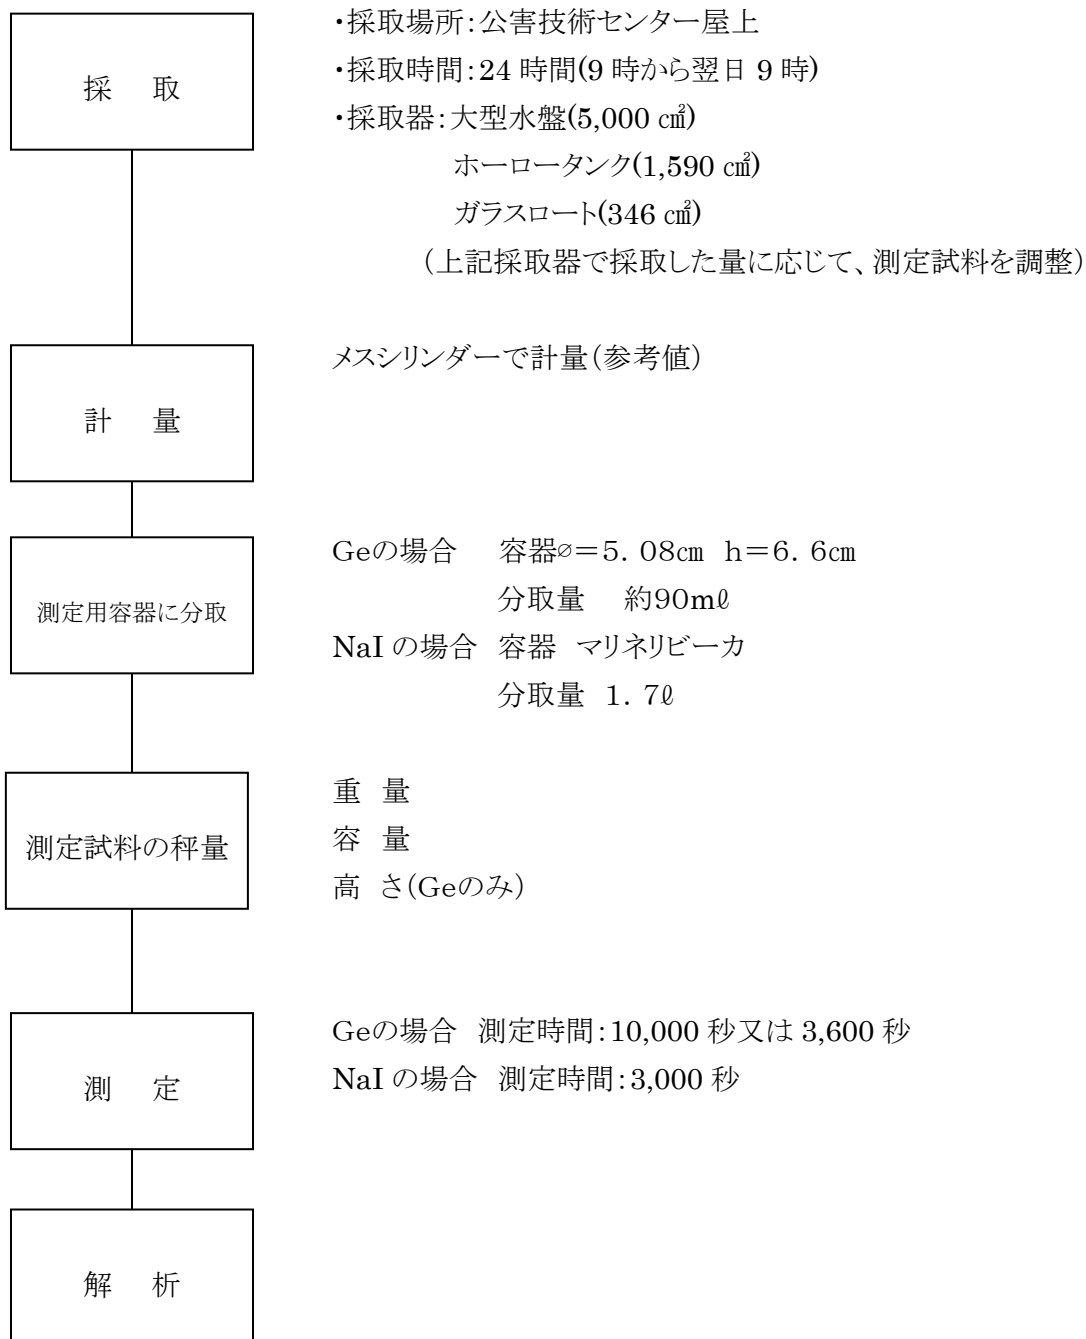 採 取
・採取場所：公害技術センター屋上
・採取時間：24 時間(9 時から翌日 9 時)
・採取器：大型水盤(5,000 ㎠)
ホーロータンク(1,590 ㎠)
ガラスロート(346 ㎠)
（上記採取器で採取した量に応じて、測定試料を調整）
計 量
メスシリンダーで計量（参考値）
測定用容器に分取
Geの場合 容器∅＝5．08㎝ h＝6．6㎝
分取量 約90mℓ
NaI の場合 容器 マリネリビーカ
分取量 1．7ℓ
測定試料の秤量
重 量
容 量
高 さ(Geのみ）
測 定
Geの場合 測定時間：10,000 秒又は 3,600 秒
NaI の場合 測定時間：3,000 秒
解 析